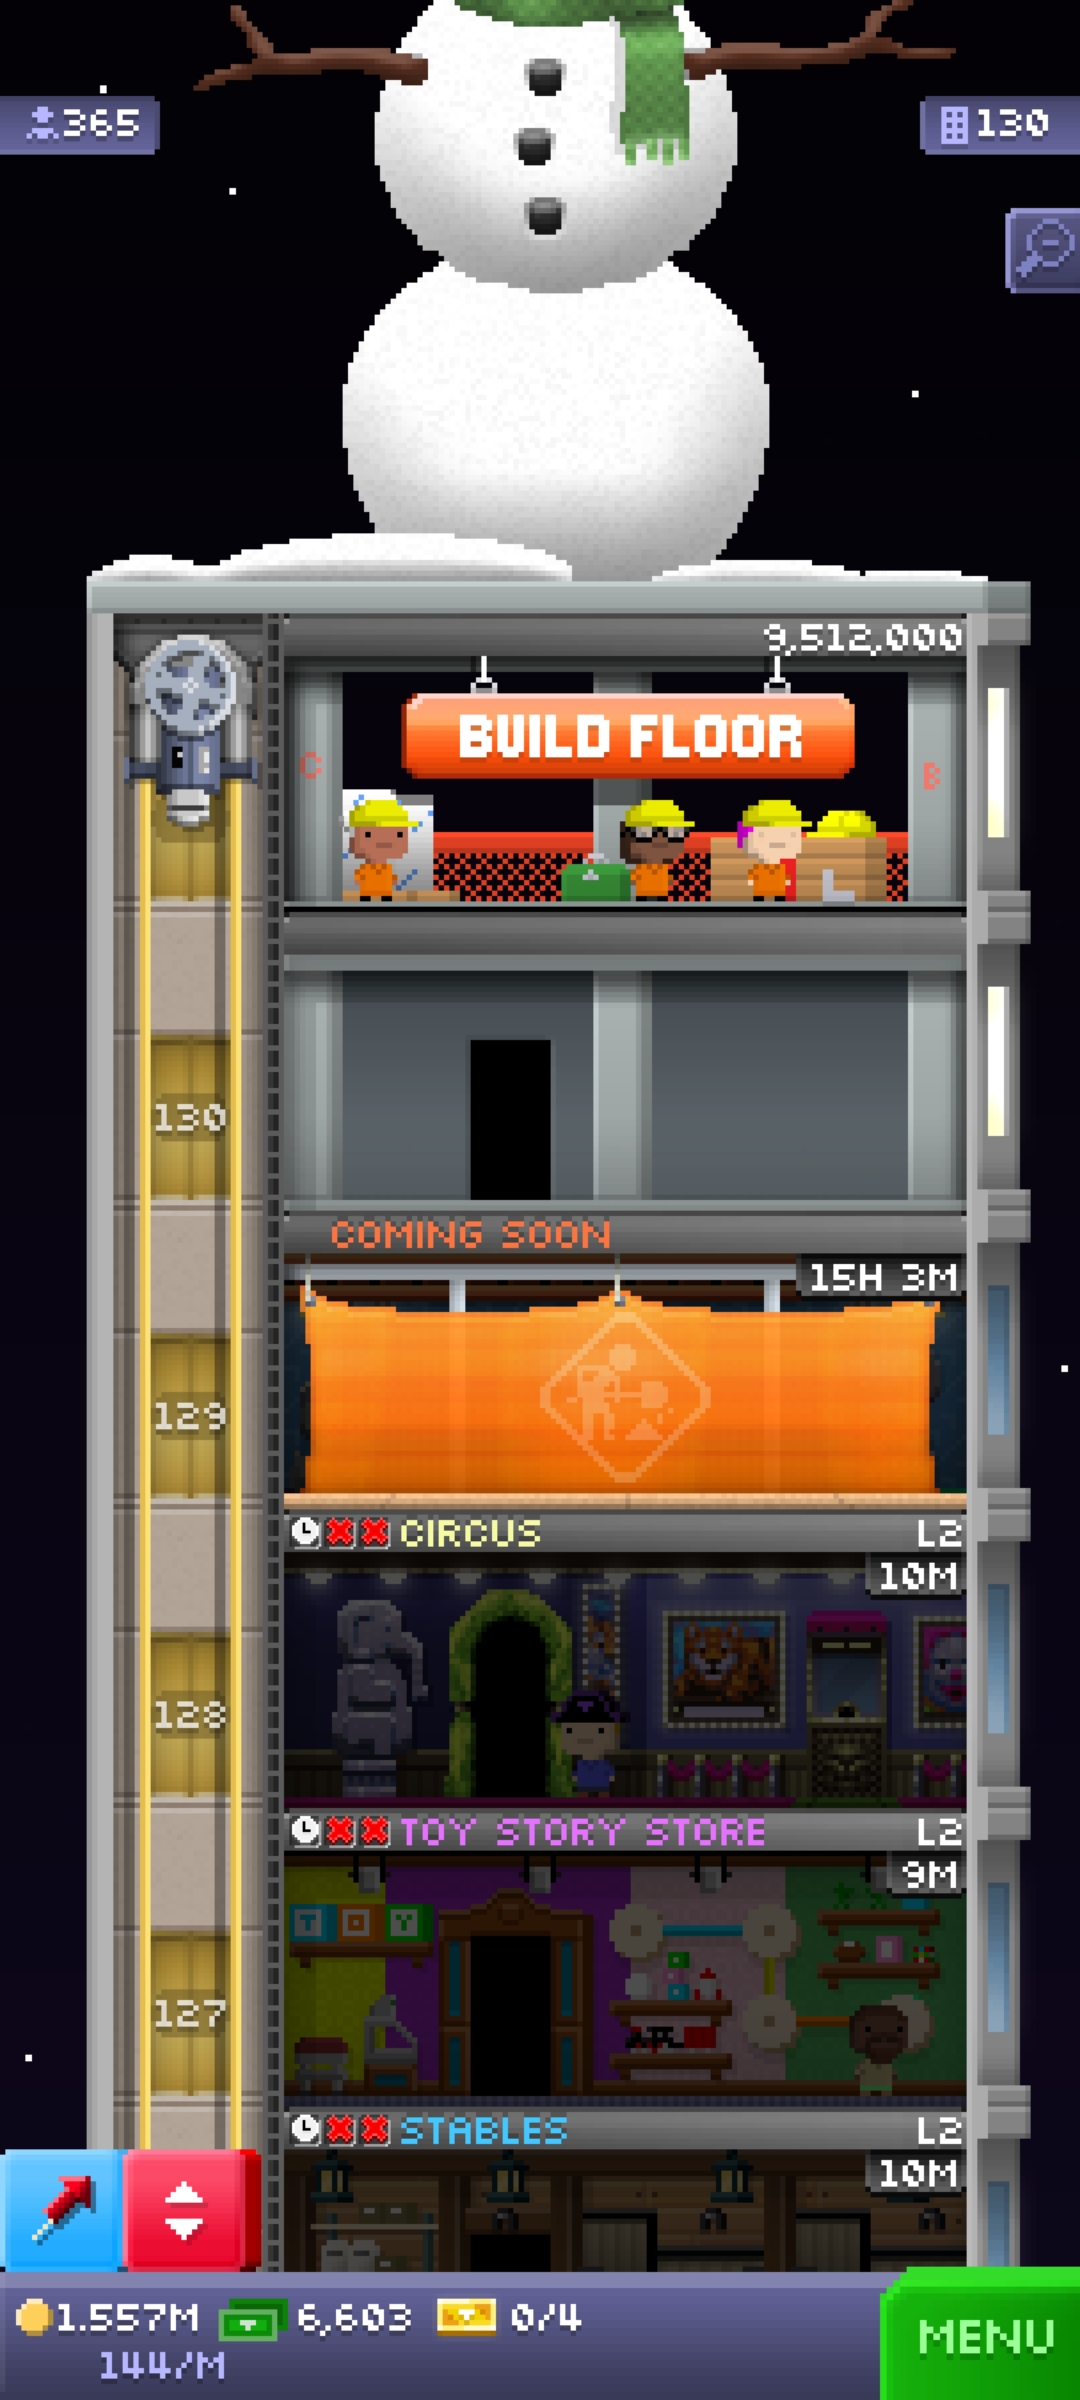 365
130
9,512,000
BUILD FLOOR
C
B
130
COMING SOON
15H 3M
129
CIRCUS L2
10M
128
TOY STORY STORE L2
9M
T O Y
127
STABLES L2
10M
1.557M 6,603 0/4
144/M
MENU